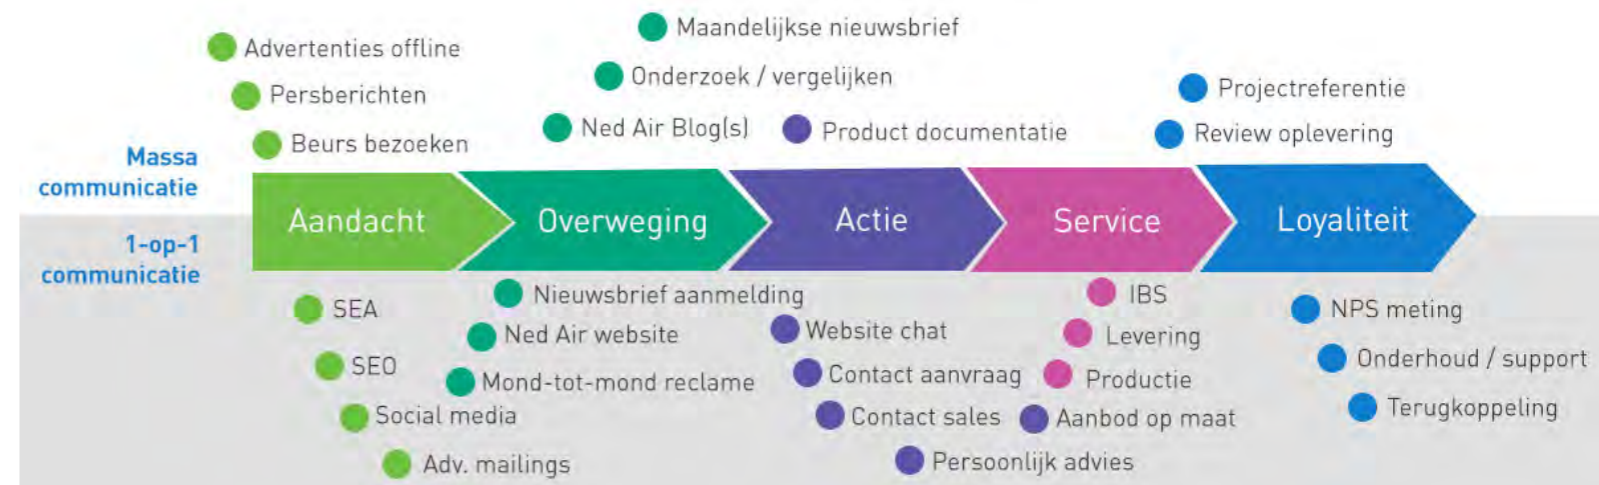 Advertenties offline
Persberichten
Beurs bezoeken
Maandelijkse nieuwsbrief
Onderzoek / vergelijken
Ned Air Blog(s)
Product documentatie
Projectreferentie
Review oplevering
Massa
communicatie
1-op-1
communicatie
Aandacht
Overweging
Actie
Service
Loyaliteit
SEA
SEO
Social media
Adv. mailings
Nieuwsbrief aanmelding
Ned Air website
Mond-tot-mond reclame
Website chat
Contact aanvraag
Contact sales
Persoonlijk advies
IBS
Levering
Productie
Aanbod op maat
NPS meting
Onderhoud / support
Terugkoppeling